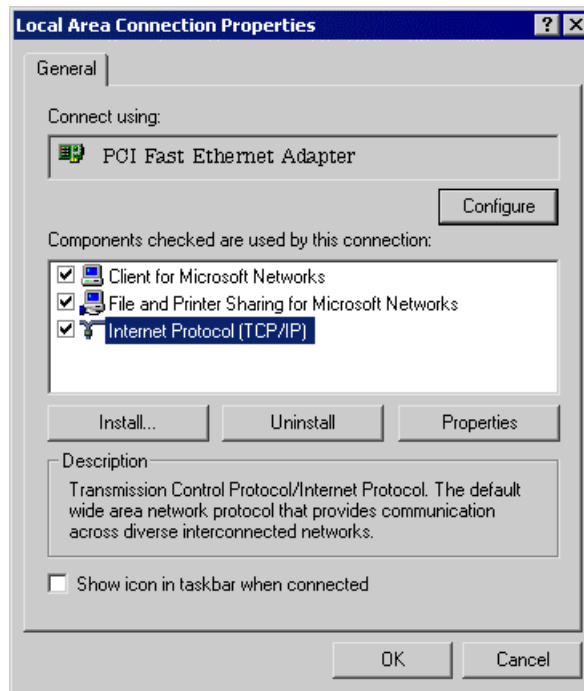 Local Area Connection Properties
General
Connect using:
PCI Fast Ethernet Adapter
Configure
Components checked are used by this connection:
Client for Microsoft Networks
File and Printer Sharing for Microsoft Networks
Internet Protocol (TCP/IP)
Install... Uninstall Properties
Description
Transmission Control Protocol/Internet Protocol. The default
wide area network protocol that provides communication
across diverse interconnected networks.
Show icon in taskbar when connected
OK Cancel